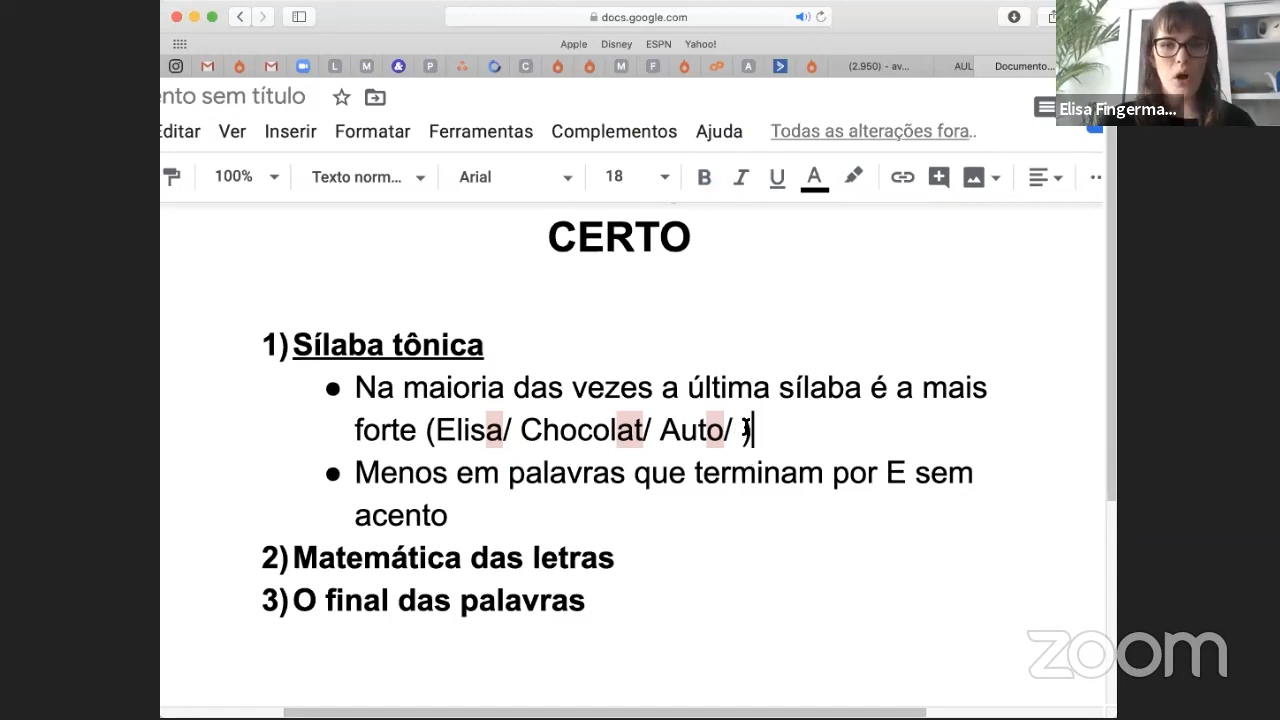 docs.google.com
Apple Disney ESPN Yahoo!
(2.950) - av... AUL Documento...
nto sem título
Editar Ver Inserir Formatar Ferramentas Complementos Ajuda Todas as alterações fora..
100% Texto norm... Arial 18 B I U A
Elisa Fingerma...
CERTO
1) Sílaba tônica
● Na maioria das vezes a última sílaba é a mais
forte (Elisa/ Chocolat/ Auto/ )
● Menos em palavras que terminam por E sem
acento
2) Matemática das letras
3) O final das palavras
zoom